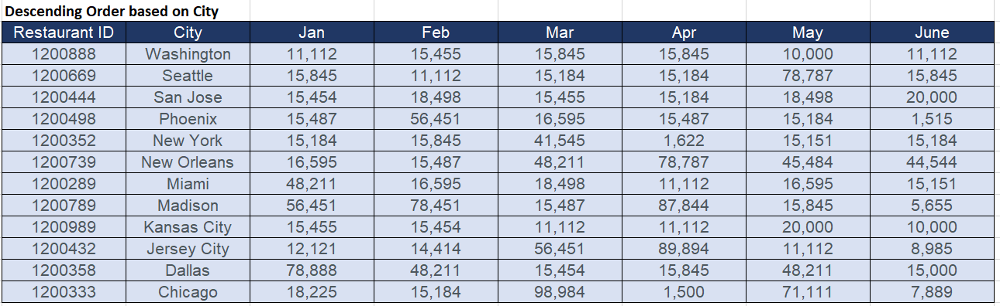 Descending Order based on City
Restaurant ID City Jan Feb Mar Apr May June
1200888 Washington 11,112 15,455 15,845 15,845 10,000 11,112
1200669 Seattle 15,845 11,112 15,184 15,184 78,787 15,845
1200444 San Jose 15,454 18,498 15,455 15,184 18,498 20,000
1200498 Phoenix 15,487 56,451 16,595 15,487 15,184 1,515
1200352 New York 15,184 15,845 41,545 1,622 15,151 15,184
1200739 New Orleans 16,595 15,487 48,211 78,787 45,484 44,544
1200289 Miami 48,211 16,595 18,498 11,112 16,595 15,151
1200789 Madison 56,451 78,451 15,487 87,844 15,845 5,655
1200989 Kansas City 15,455 15,454 11,112 11,112 20,000 10,000
1200432 Jersey City 12,121 14,414 56,451 89,894 11,112 8,985
1200358 Dallas 78,888 48,211 15,454 15,845 48,211 15,000
1200333 Chicago 18,225 15,184 98,984 1,500 71,111 7,889